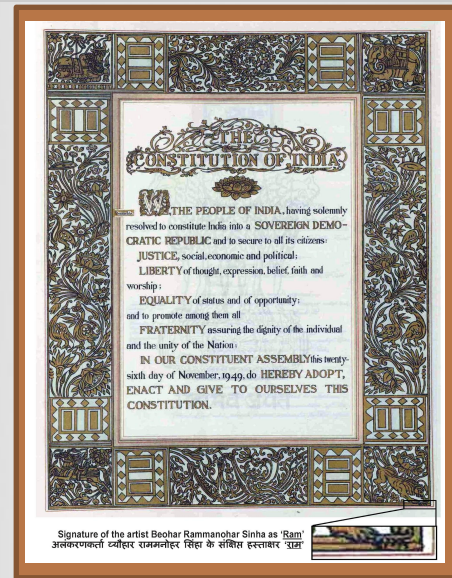 THE
CONSTITUTION OF INDIA
WE, THE PEOPLE OF INDIA, having solemnly
resolved to constitute India into a SOVEREIGN DEMO-
CRATIC REPUBLIC and to secure to all its citizens:
JUSTICE, social, economic and political;
LIBERTY of thought, expression, belief, faith and
worship;
EQUALITY of status and of opportunity;
and to promote among them all
FRATERNITY assuring the dignity of the individual
and the unity of the Nation;
IN OUR CONSTITUENT ASSEMBLY this twenty-
sixth day of November, 1949, do HEREBY ADOPT,
ENACT AND GIVE TO OURSELVES THIS
CONSTITUTION.
Signature of the artist Beohar Rammanohar Sinha as ‘Ram’
अलंकरणकर्ता ब्यौहार राममनोहर सिंहा के संक्षिप्त हस्ताक्षर ‘राम’